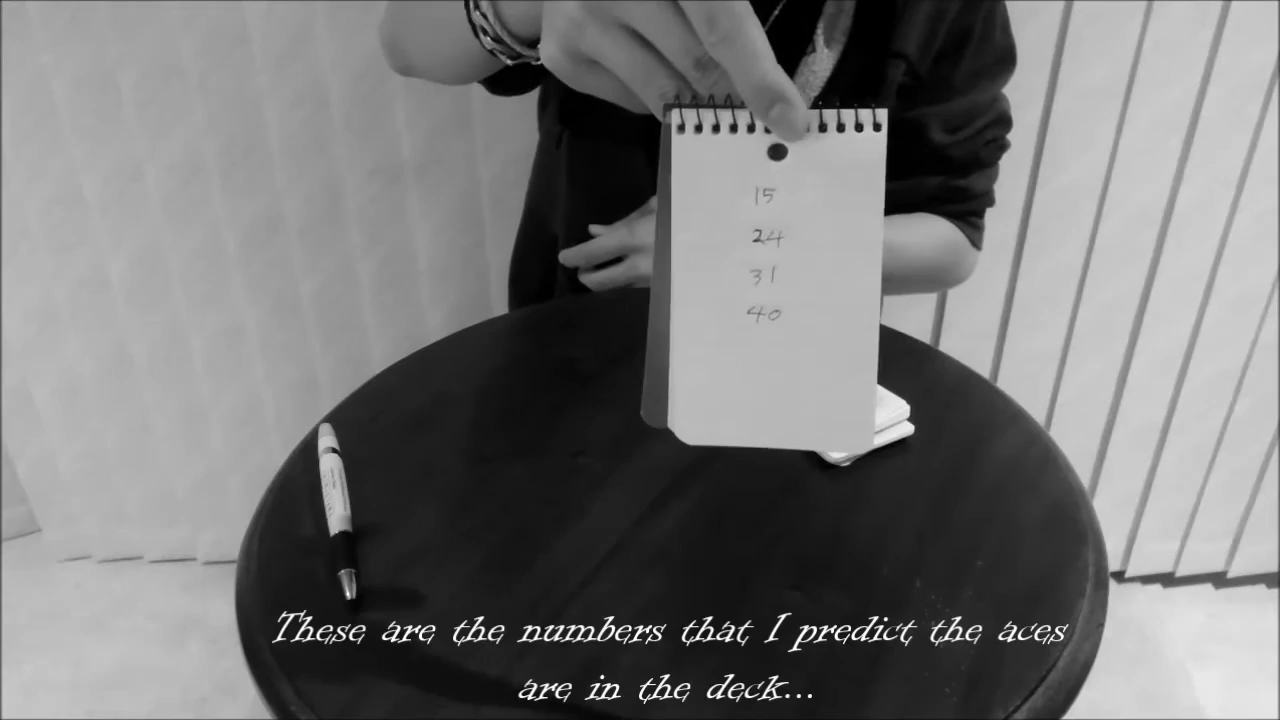 15
24
31
40
These are the numbers that I predict the aces
are in the deck...